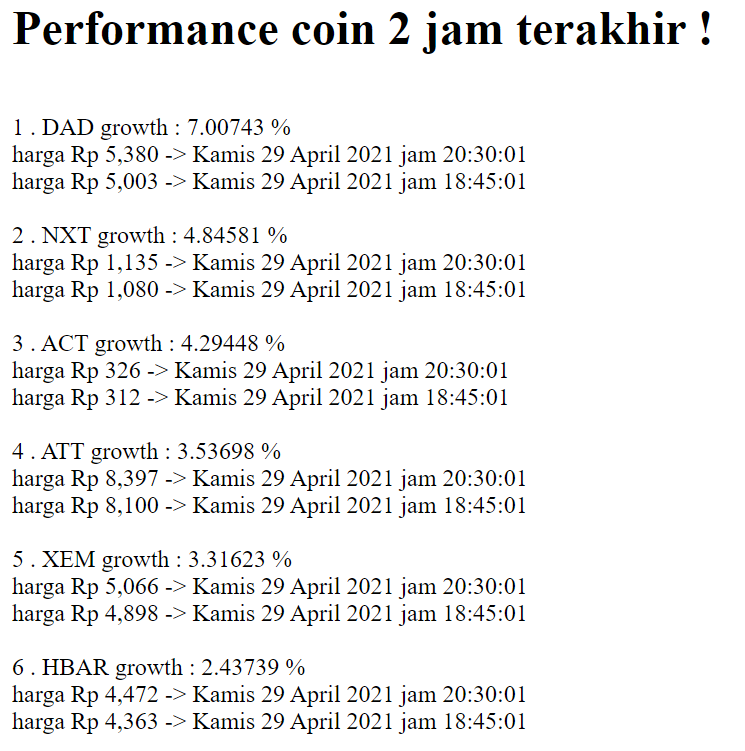 Performance coin 2 jam terakhir !
1 . DAD growth : 7.00743 %
harga Rp 5,380 -> Kamis 29 April 2021 jam 20:30:01
harga Rp 5,003 -> Kamis 29 April 2021 jam 18:45:01
2 . NXT growth : 4.84581 %
harga Rp 1,135 -> Kamis 29 April 2021 jam 20:30:01
harga Rp 1,080 -> Kamis 29 April 2021 jam 18:45:01
3 . ACT growth : 4.29448 %
harga Rp 326 -> Kamis 29 April 2021 jam 20:30:01
harga Rp 312 -> Kamis 29 April 2021 jam 18:45:01
4 . ATT growth : 3.53698 %
harga Rp 8,397 -> Kamis 29 April 2021 jam 20:30:01
harga Rp 8,100 -> Kamis 29 April 2021 jam 18:45:01
5 . XEM growth : 3.31623 %
harga Rp 5,066 -> Kamis 29 April 2021 jam 20:30:01
harga Rp 4,898 -> Kamis 29 April 2021 jam 18:45:01
6 . HBAR growth : 2.43739 %
harga Rp 4,472 -> Kamis 29 April 2021 jam 20:30:01
harga Rp 4,363 -> Kamis 29 April 2021 jam 18:45:01